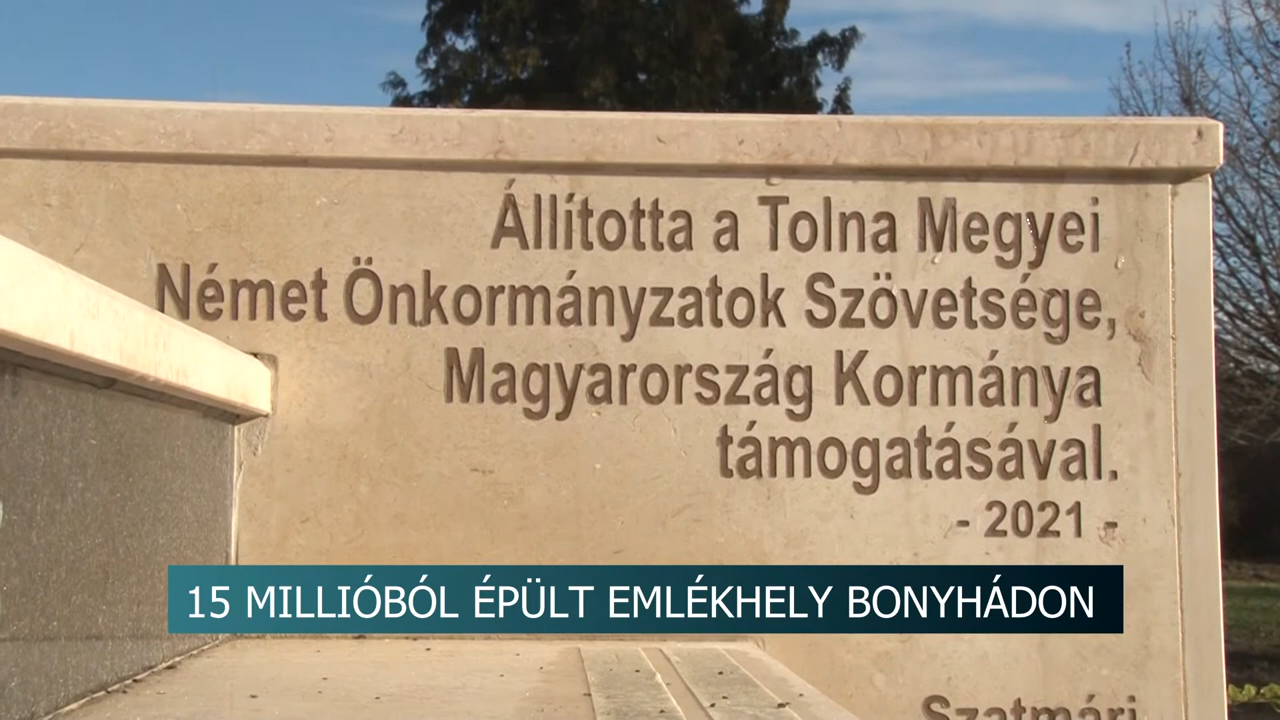 Állította a Tolna Megyei
Német Önkormányzatok Szövetsége,
Magyarország Kormánya
támogatásával.
- 2021 -
15 MILLIÓBÓL ÉPÜLT EMLÉKHELY BONYHÁDON
Szatmári